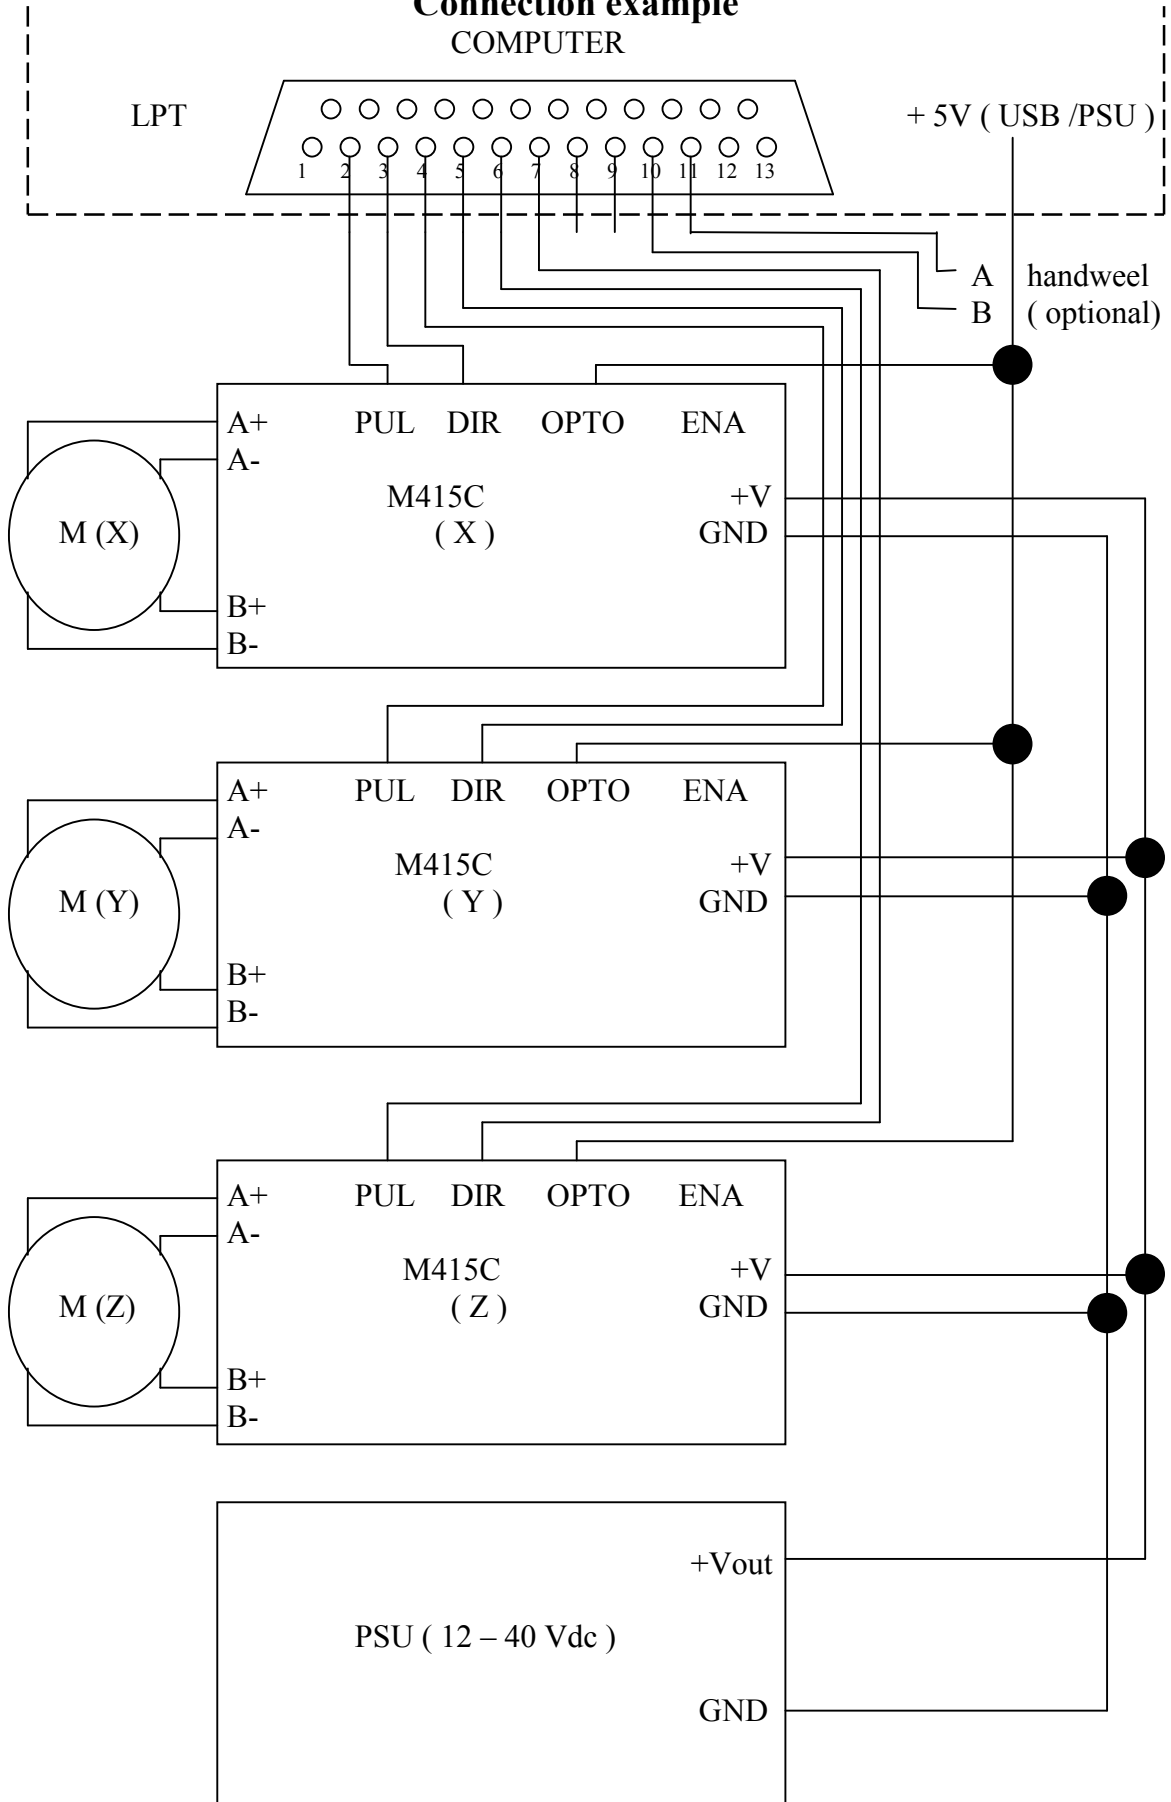 Connection example
COMPUTER
LPT
+ 5V ( USB /PSU )
1 2 3 4 5 6 7 8 9 10 11 12 13
A handweel
B ( optional)
A+ PUL DIR OPTO ENA
A-
M415C +V
M (X) ( X ) GND
B+
B-
A+ PUL DIR OPTO ENA
A-
M415C +V
M (Y) ( Y ) GND
B+
B-
A+ PUL DIR OPTO ENA
A-
M415C +V
M (Z) ( Z ) GND
B+
B-
+Vout
PSU ( 12 – 40 Vdc )
GND